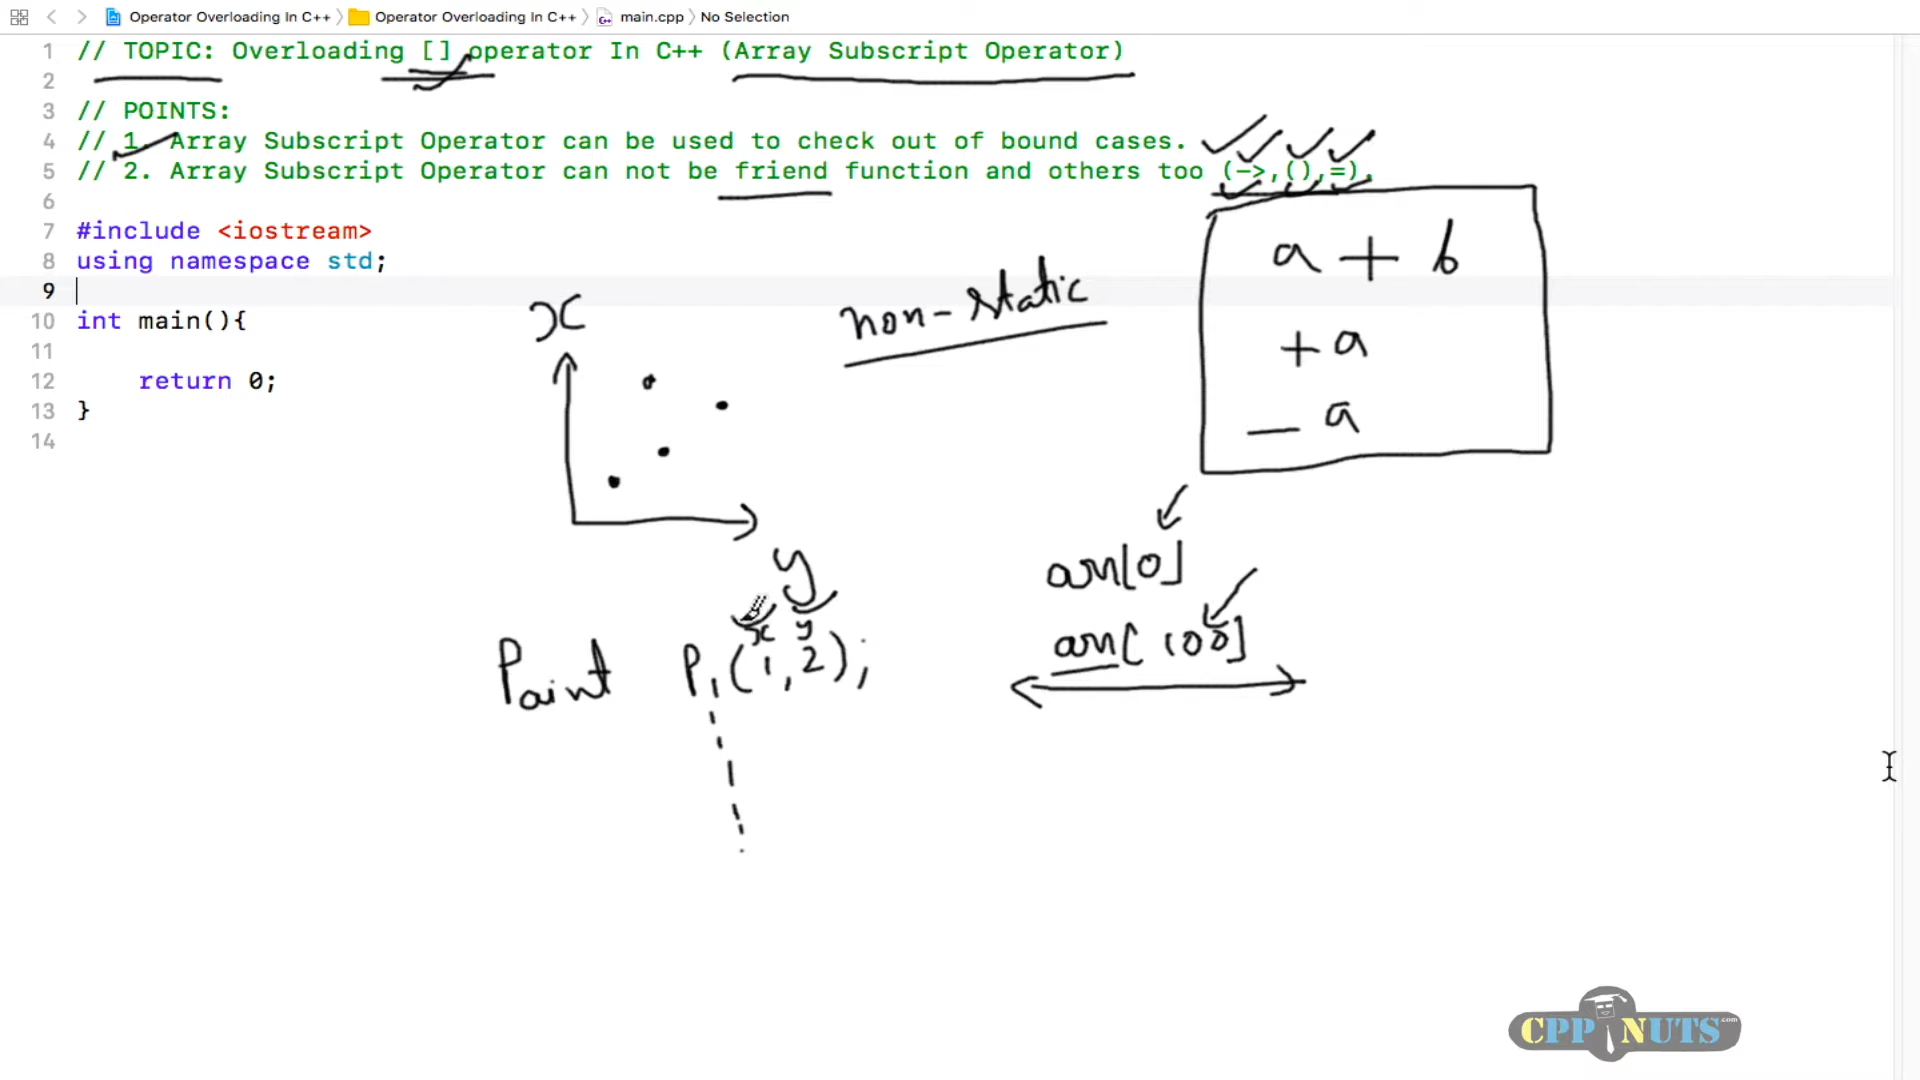 Operator Overloading In C++ Operator Overloading In C++ main.cpp No Selection
1 // TOPIC: Overloading [] operator In C++ (Array Subscript Operator)
2
3 // POINTS:
4 // 1. Array Subscript Operator can be used to check out of bound cases.
5 // 2. Array Subscript Operator can not be friend function and others too (->,(),=).
6
7 #include <iostream>
8 using namespace std;
9
10 int main(){
11
12 return 0;
13 }
14
non-static
x
y
a + b
+ a
- a
arr[0]
arr[100]
x y
Point P1(1,2);
CPP NUTS.com